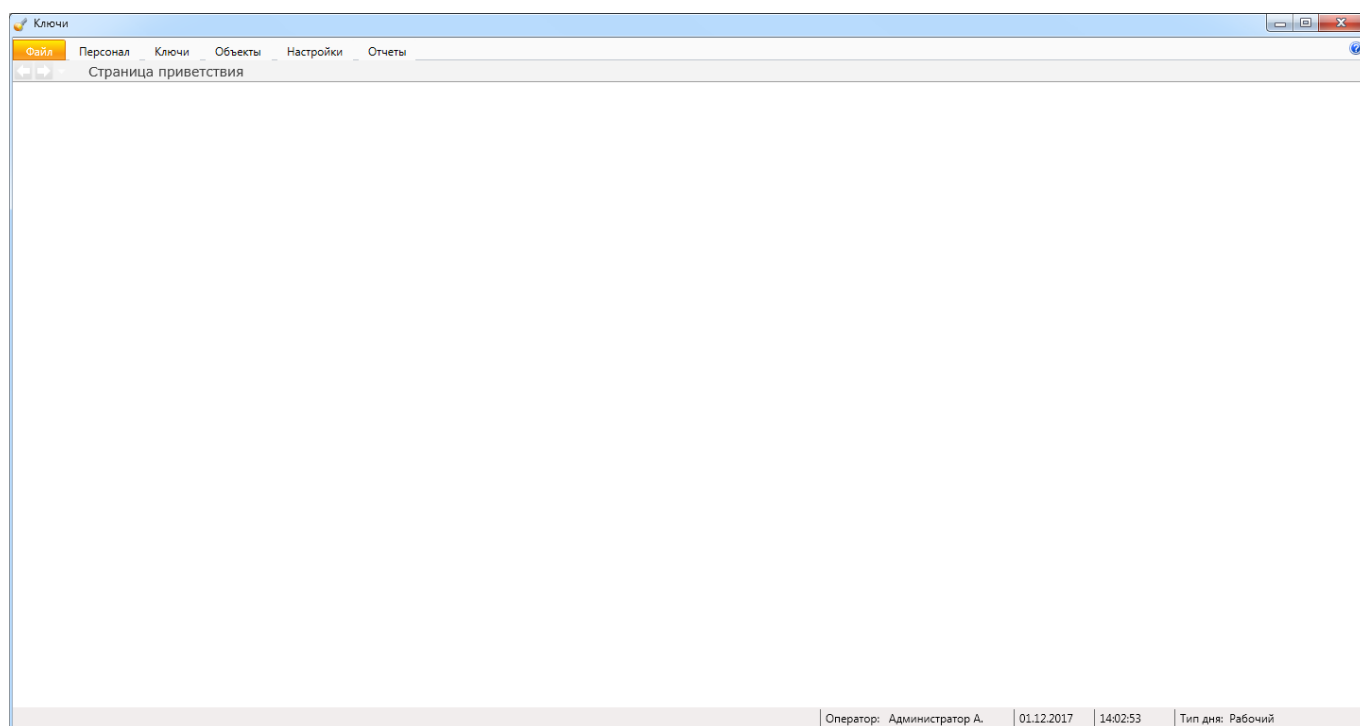 Ключи
Файл Персонал Ключи Объекты Настройки Отчеты
Страница приветствия
Оператор: Администратор А. 01.12.2017 14:02:53 Тип дня: Рабочий